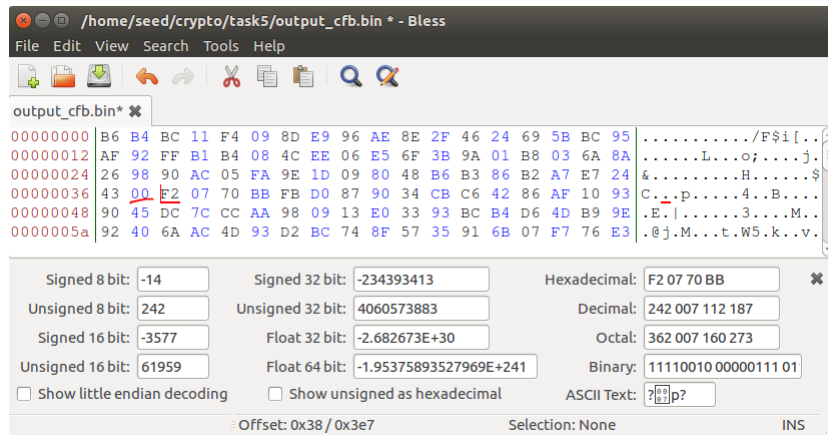 /home/seed/crypto/task5/output_cfb.bin * - Bless
File Edit View Search Tools Help
output_cfb.bin* ✖
00000000 B6 B4 BC 11 F4 09 8D E9 96 AE 8E 2F 46 24 69 5B BC 95 .........../F$i[..
00000012 AF 92 FF B1 B4 08 4C EE 06 E5 6F 3B 9A 01 B8 03 6A 8A ......L...o;....j.
00000024 26 98 90 AC 05 FA 9E 1D 09 80 48 B6 B3 86 B2 A7 E7 24 &.........H......$
00000036 43 00 F2 07 70 BB FB D0 87 90 34 CB C6 42 86 AF 10 93 C...p.....4..B....
00000048 90 45 DC 7C CC AA 98 09 13 E0 33 93 BC B4 D6 4D B9 9E .E.|......3....M..
0000005a 92 40 6A AC 4D 93 D2 BC 74 8F 57 35 91 6B 07 F7 76 E3 .@j.M...t.W5.k..v.
Signed 8 bit: -14 Signed 32 bit: -234393413 Hexadecimal: F2 07 70 BB ✖
Unsigned 8 bit: 242 Unsigned 32 bit: 4060573883 Decimal: 242 007 112 187
Signed 16 bit: -3577 Float 32 bit: -2.682673E+30 Octal: 362 007 160 273
Unsigned 16 bit: 61959 Float 64 bit: -1.95375893527969E+241 Binary: 11110010 00000111 01
Show little endian decoding Show unsigned as hexadecimal ASCII Text: ?0007p?
Offset: 0x38 / 0x3e7 Selection: None INS